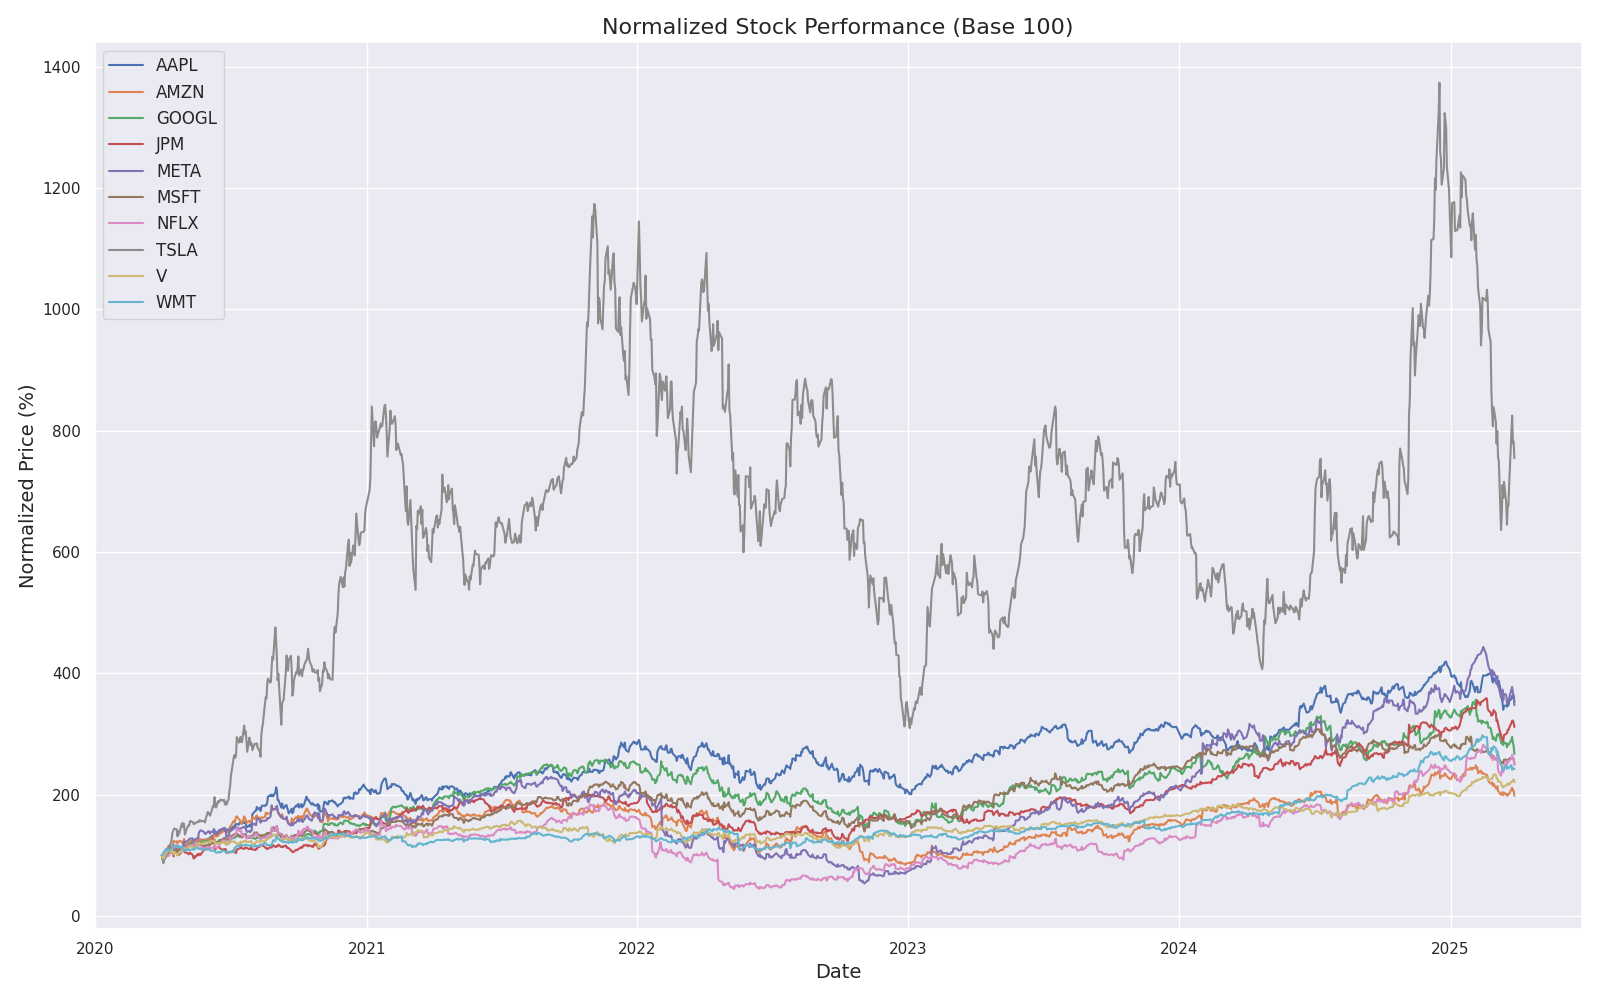 Normalized Stock Performance (Base 100)
1400
1200
1000
800
600
400
200
0
Normalized Price (%)
AAPL
AMZN
GOOGL
JPM
META
MSFT
NFLX
TSLA
V
WMT
2020
2021
2022
2023
2024
2025
Date